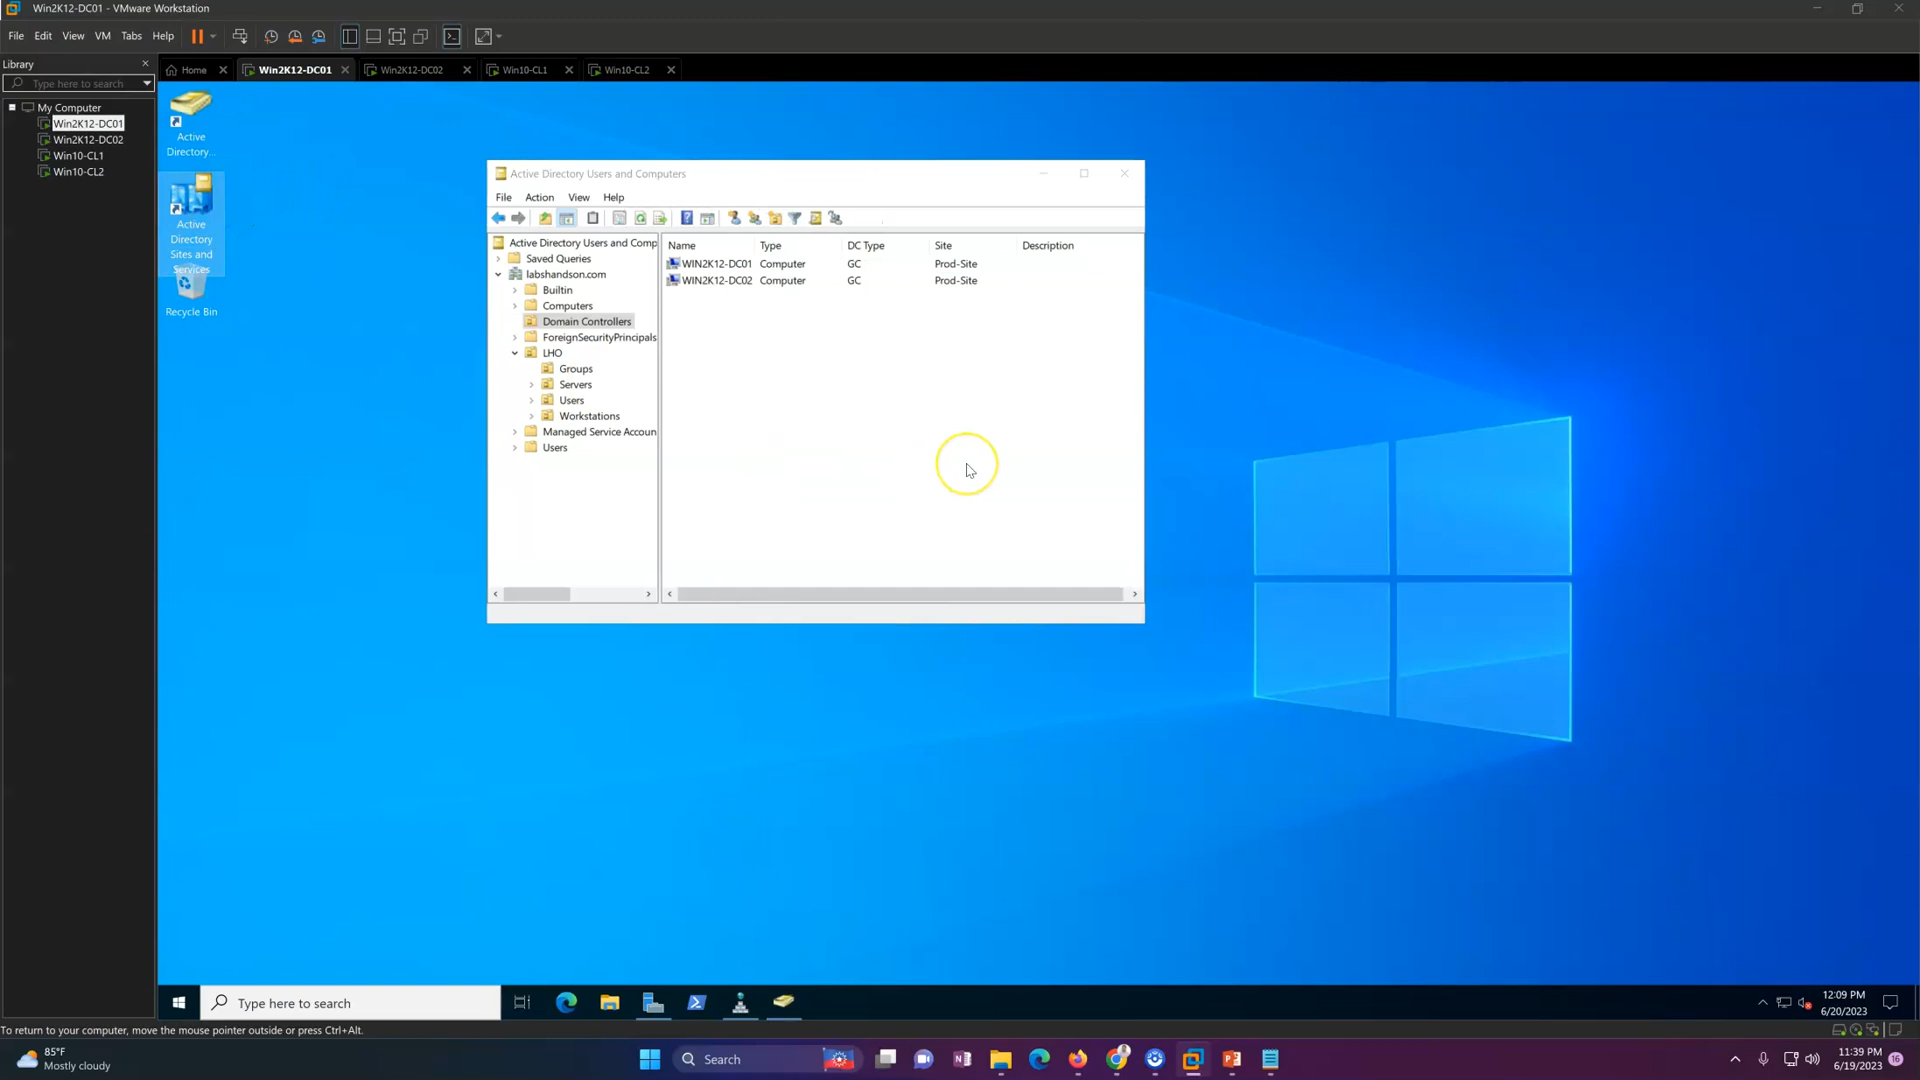 Win2K12-DC01 - VMware Workstation
File Edit View VM Tabs Help
Library
Type here to search
My Computer
Win2K12-DC01
Win2K12-DC02
Win10-CL1
Win10-CL2
Home Win2K12-DC01 Win2K12-DC02 Win10-CL1 Win10-CL2
Active
Directory...
Active
Directory
Sites and
Services
Recycle Bin
Active Directory Users and Computers
File Action View Help
Active Directory Users and Comp
Saved Queries
labshandson.com
Builtin
Computers
Domain Controllers
ForeignSecurityPrincipals
LHO
Groups
Servers
Users
Workstations
Managed Service Accoun
Users
Name Type DC Type Site Description
WIN2K12-DC01 Computer GC Prod-Site
WIN2K12-DC02 Computer GC Prod-Site
Type here to search
12:09 PM
6/20/2023
To return to your computer, move the mouse pointer outside or press Ctrl+Alt.
85°F
Mostly cloudy
Search
11:39 PM
6/19/2023
16